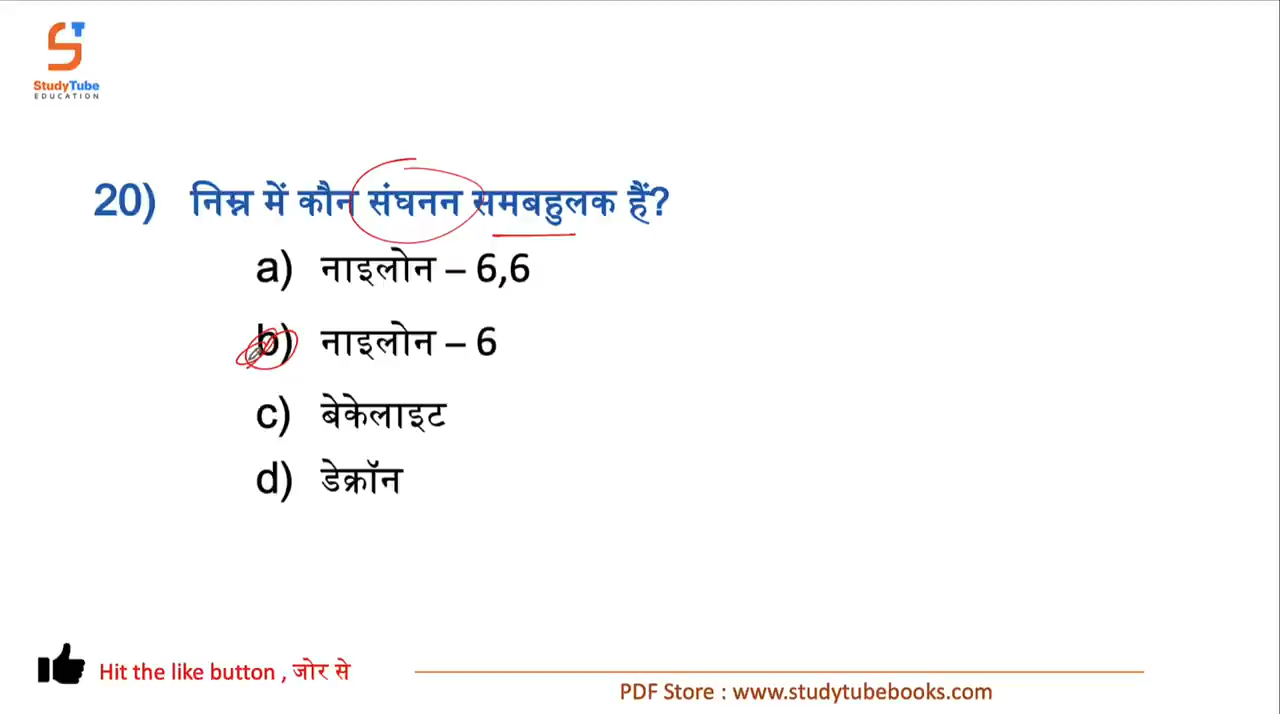 StudyTube
EDUCATION
20) निम्न में कौन संघनन समबहुलक हैं?
a) नाइलोन – 6,6
b) नाइलोन – 6
c) बेकेलाइट
d) डेक्रॉन
Hit the like button , जोर से
PDF Store : www.studytubebooks.com